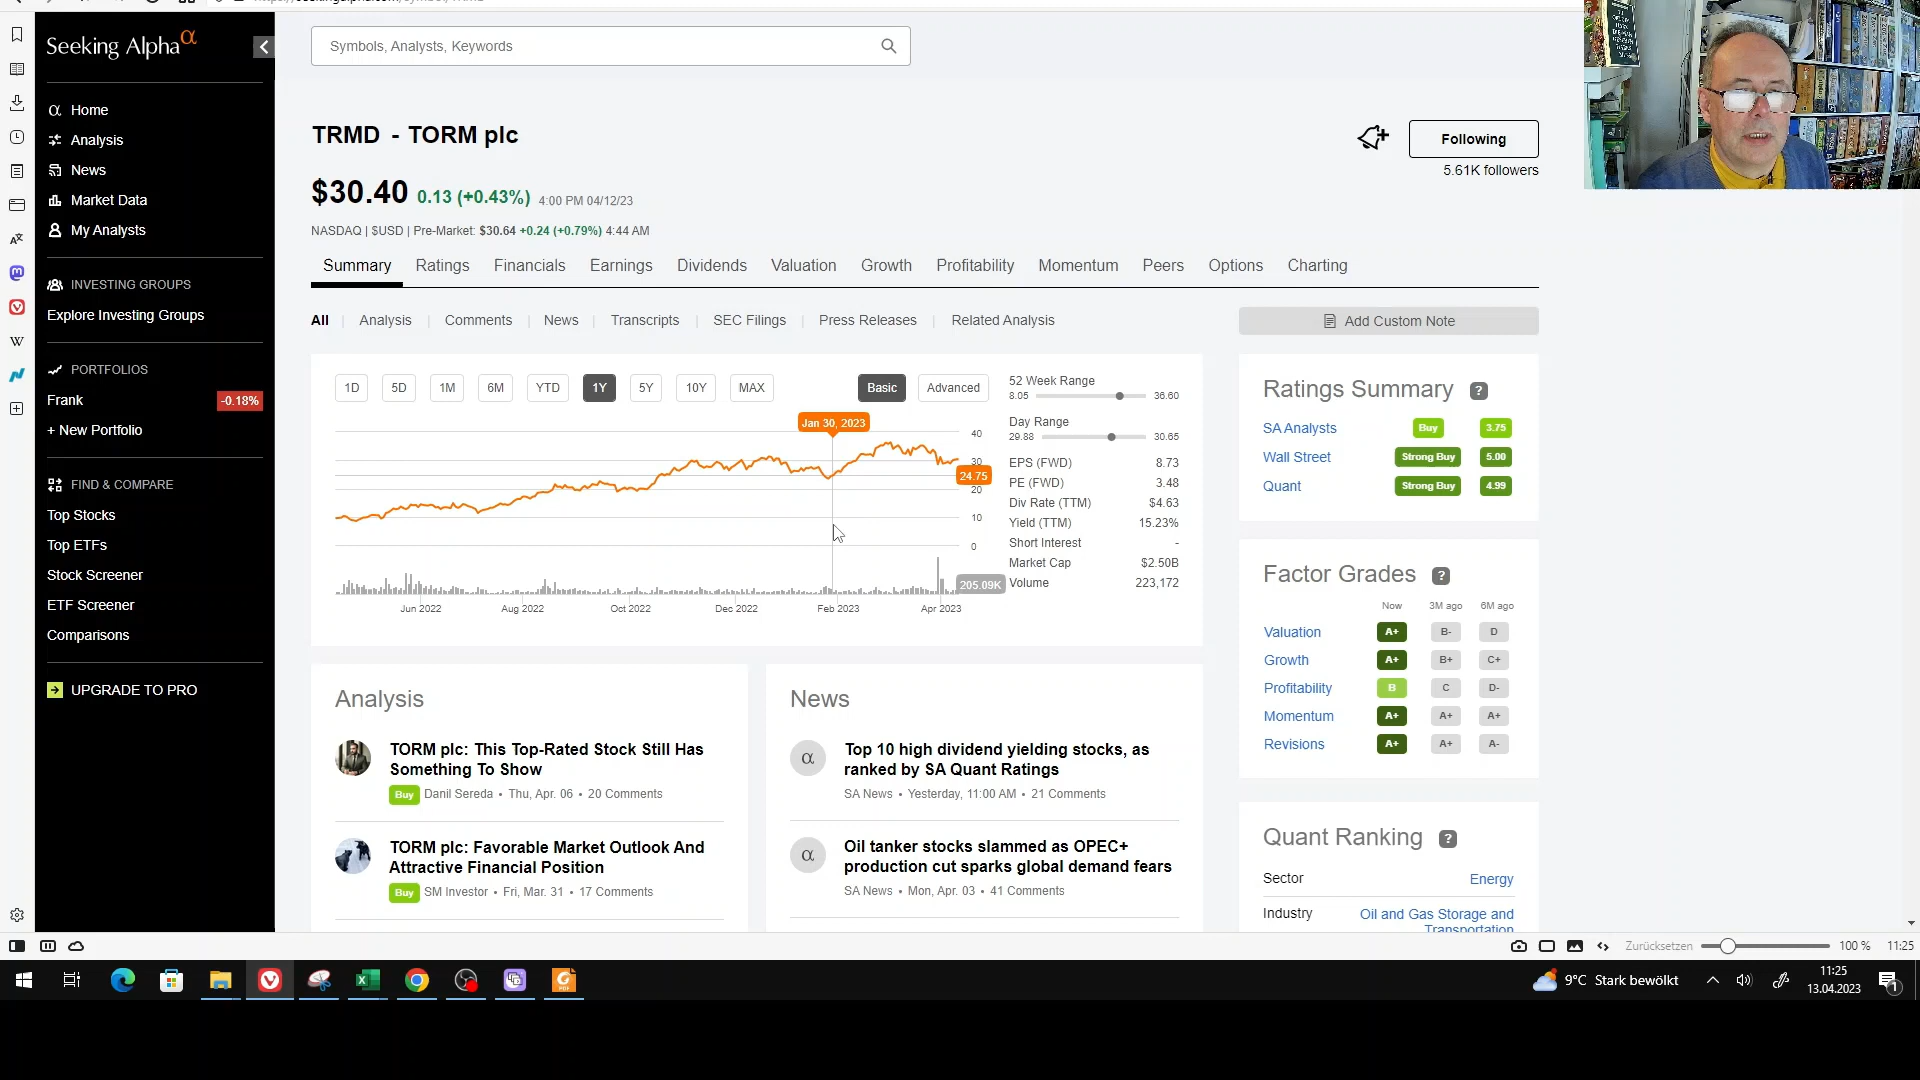 Seeking Alpha α
Symbols, Analysts, Keywords
Home
Analysis
News
Market Data
My Analysts
INVESTING GROUPS
Explore Investing Groups
PORTFOLIOS
Frank -0.18%
+ New Portfolio
FIND & COMPARE
Top Stocks
Top ETFs
Stock Screener
ETF Screener
Comparisons
UPGRADE TO PRO
TRMD - TORM plc
Following
5.61K followers
$30.40 0.13 (+0.43%) 4:00 PM 04/12/23
NASDAQ | $USD | Pre-Market: $30.64 +0.24 (+0.79%) 4:44 AM
Summary Ratings Financials Earnings Dividends Valuation Growth Profitability Momentum Peers Options Charting
All | Analysis | Comments | News | Transcripts | SEC Filings | Press Releases | Related Analysis
Add Custom Note
1D 5D 1M 6M YTD 1Y 5Y 10Y MAX Basic Advanced
Jan 30, 2023
40
30
24.75
20
10
0
205.09K
Jun 2022 Aug 2022 Oct 2022 Dec 2022 Feb 2023 Apr 2023
52 Week Range
8.05 36.60
Day Range
29.88 30.65
EPS (FWD) 8.73
PE (FWD) 3.48
Div Rate (TTM) $4.63
Yield (TTM) 15.23%
Short Interest -
Market Cap $2.50B
Volume 223,172
Ratings Summary ?
SA Analysts Buy 3.75
Wall Street Strong Buy 5.00
Quant Strong Buy 4.99
Factor Grades ?
Now 3M ago 6M ago
Valuation A+ B- D
Growth A+ B+ C+
Profitability B C D-
Momentum A+ A+ A+
Revisions A+ A+ A-
Quant Ranking ?
Sector Energy
Industry Oil and Gas Storage and
Transportation
Analysis
TORM plc: This Top-Rated Stock Still Has
Something To Show
Buy Danil Sereda • Thu, Apr. 06 • 20 Comments
TORM plc: Favorable Market Outlook And
Attractive Financial Position
Buy SM Investor • Fri, Mar. 31 • 17 Comments
News
Top 10 high dividend yielding stocks, as
ranked by SA Quant Ratings
SA News • Yesterday, 11:00 AM • 21 Comments
Oil tanker stocks slammed as OPEC+
production cut sparks global demand fears
SA News • Mon, Apr. 03 • 41 Comments
Zurücksetzen 100 % 11:25
9°C Stark bewölkt
11:25
13.04.2023
1